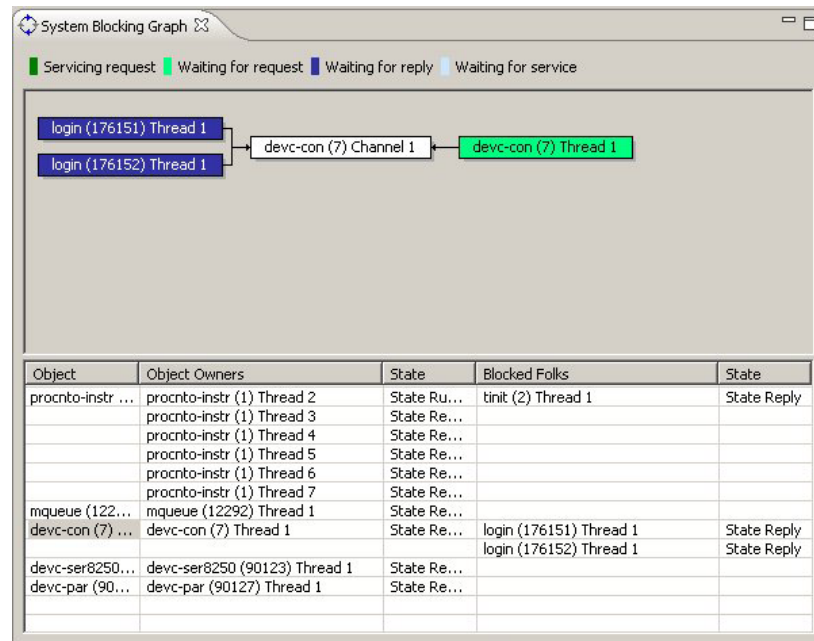 System Blocking Graph
Servicing request Waiting for request Waiting for reply Waiting for service
login (176151) Thread 1
devc-con (7) Channel 1 devc-con (7) Thread 1
login (176152) Thread 1
Object Object Owners State Blocked Folks State
procnto-instr ... procnto-instr (1) Thread 2 State Ru... tinit (2) Thread 1 State Reply
procnto-instr (1) Thread 3 State Re...
procnto-instr (1) Thread 4 State Re...
procnto-instr (1) Thread 5 State Re...
procnto-instr (1) Thread 6 State Re...
procnto-instr (1) Thread 7 State Re...
mqueue (122... mqueue (12292) Thread 1 State Re...
devc-con (7) ... devc-con (7) Thread 1 State Re... login (176151) Thread 1 State Reply
login (176152) Thread 1 State Reply
devc-ser8250... devc-ser8250 (90123) Thread 1 State Re...
devc-par (90... devc-par (90127) Thread 1 State Re...